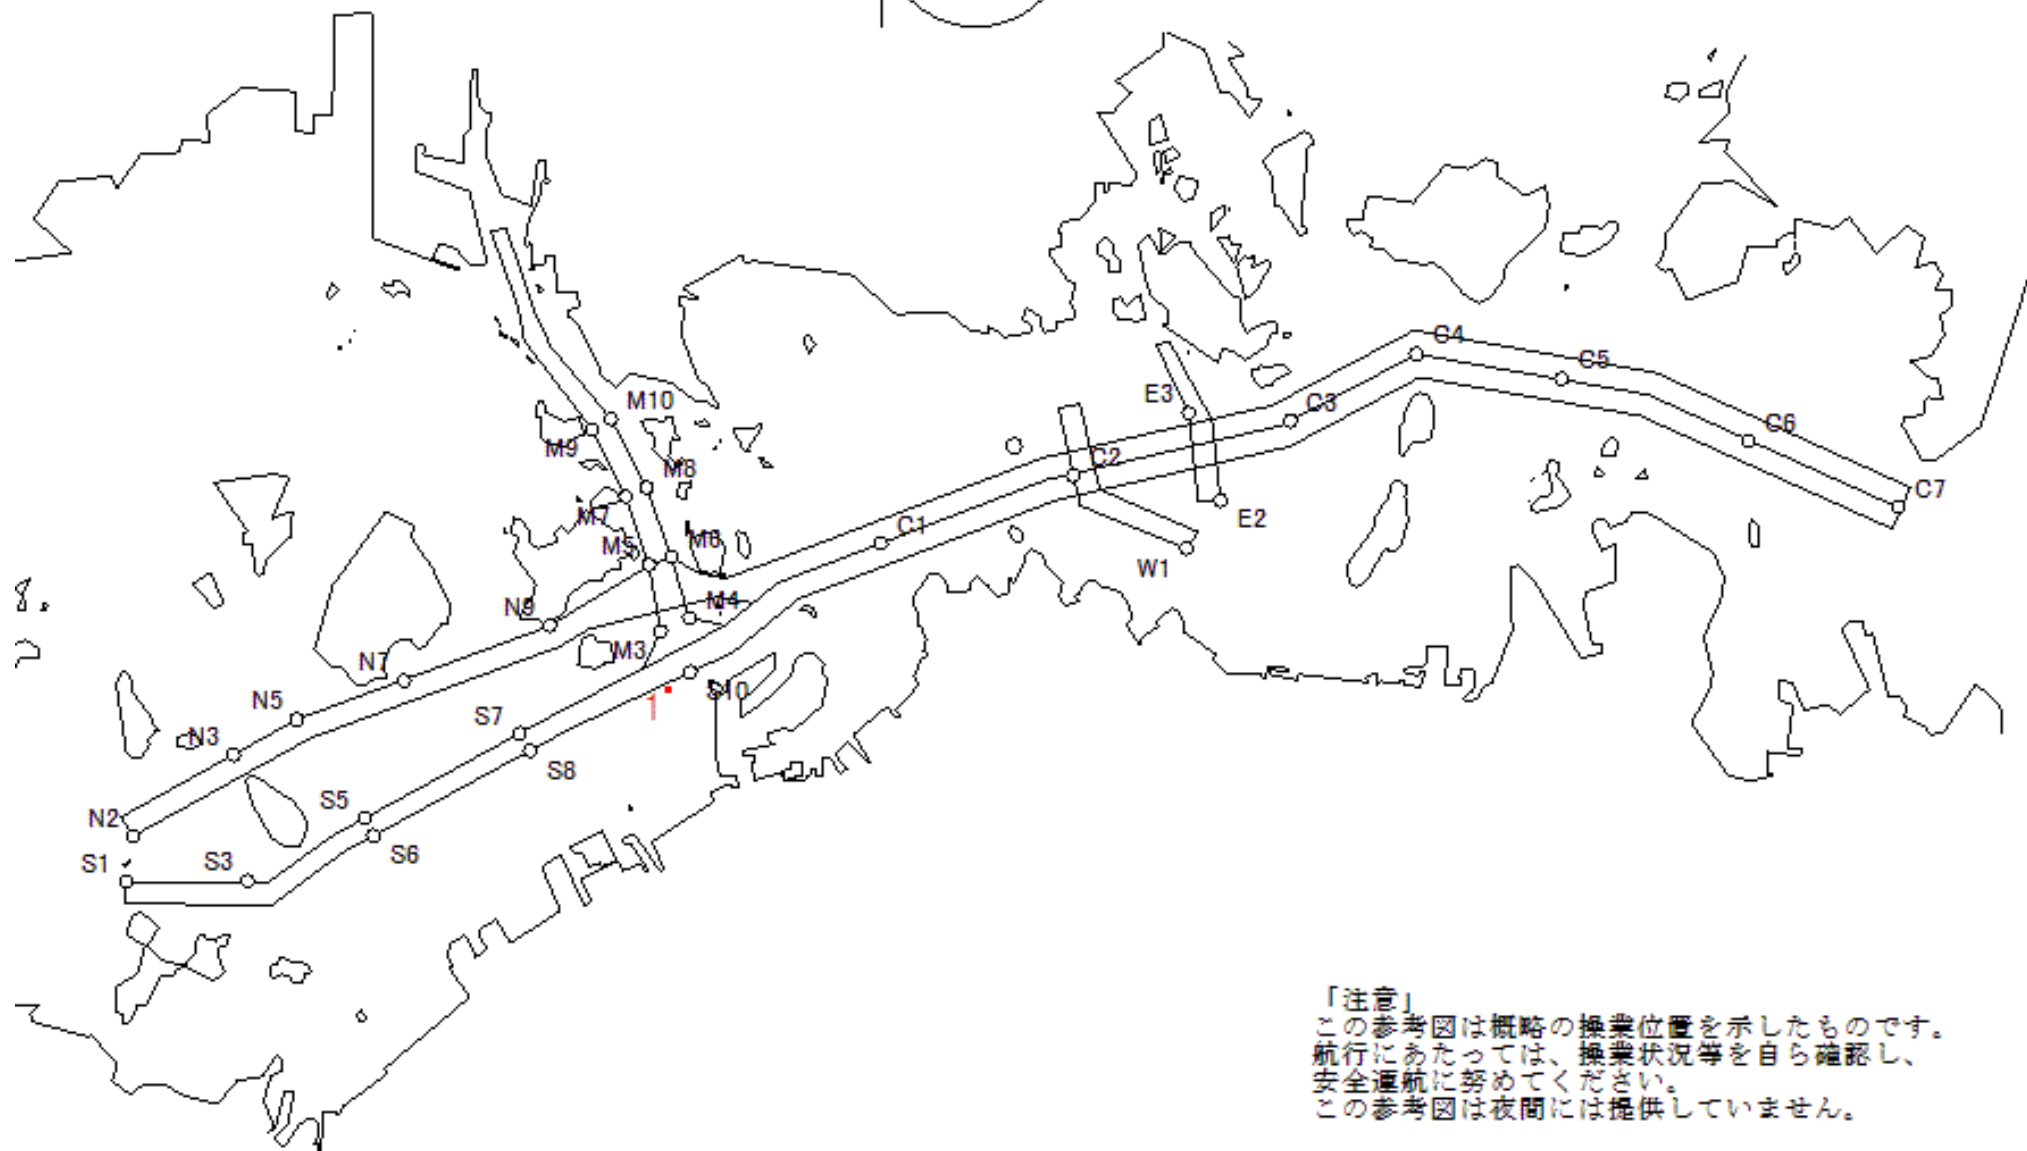 C4
C5
E3
M10
C3
C6
M9
C2
M8
C7
M7
E2
C1
M5
M6
W1
N9
M4
M3
N7
S10
1
N5
S7
N3
S8
S5
N2
S6
S1
S3
「注意」
この参考図は概略の操業位置を示したものです。
航行にあたっては、操業状況等を自ら確認し、
安全運航に努めてください。
この参考図は夜間には提供していません。